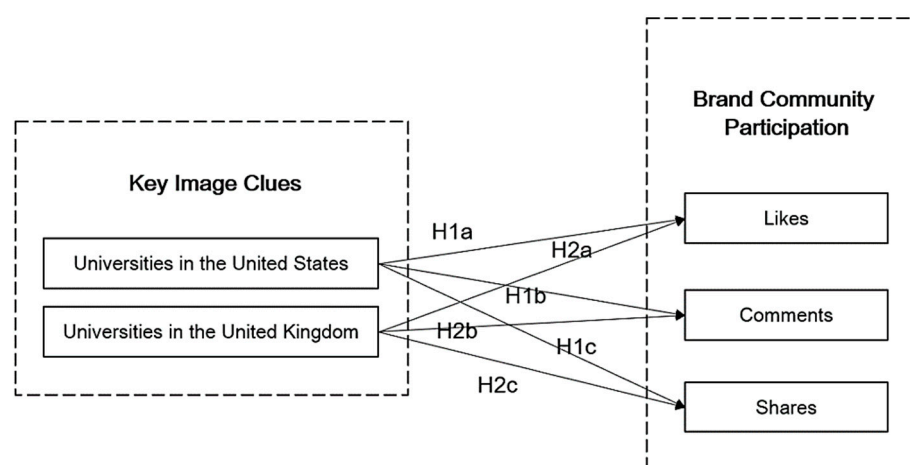 Key Image Clues
Universities in the United States
Universities in the United Kingdom
H1a
H2a
H1b
H2b
H1c
H2c
Brand Community
Participation
Likes
Comments
Shares